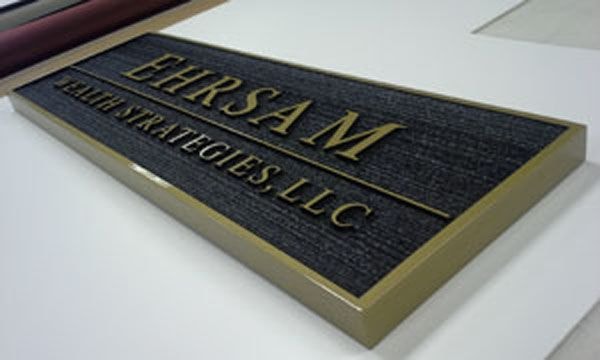 EHRSAM
WEALTH STRATEGIES, LLC